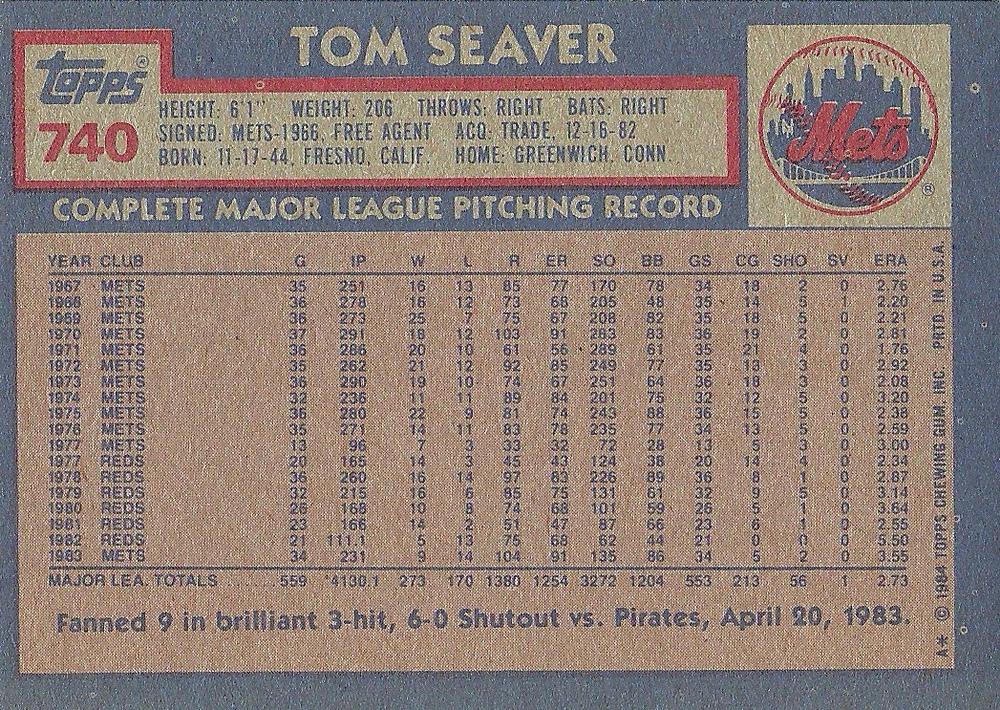 TOM SEAVER
Topps®
740
HEIGHT: 6'1" WEIGHT: 206 THROWS: RIGHT BATS: RIGHT
SIGNED: METS-1966, FREE AGENT ACQ: TRADE, 12-16-82
BORN: 11-17-44, FRESNO, CALIF. HOME: GREENWICH, CONN.
Mets ®
COMPLETE MAJOR LEAGUE PITCHING RECORD
YEAR CLUB G IP W L R ER SO BB GS CG SHO SV ERA
1967 METS 35 251 16 13 85 77 170 78 34 18 2 0 2.76
1968 METS 36 278 16 12 73 68 205 48 35 14 5 1 2.20
1969 METS 36 273 25 7 75 67 208 82 35 18 5 0 2.21
1970 METS 37 291 18 12 103 91 283 83 36 19 2 0 2.81
1971 METS 36 286 20 10 61 56 289 61 35 21 4 0 1.76
1972 METS 35 262 21 12 92 85 249 77 35 13 3 0 2.92
1973 METS 36 290 19 10 74 67 251 64 36 18 3 0 2.08
1974 METS 32 236 11 11 89 84 201 75 32 12 5 0 3.20
1975 METS 36 280 22 9 81 74 243 88 36 15 5 0 2.38
1976 METS 35 271 14 11 83 78 235 77 34 13 5 0 2.59
1977 METS 13 96 7 3 33 32 72 28 13 5 3 0 3.00
1977 REDS 20 165 14 3 45 43 124 38 20 14 4 0 2.34
1978 REDS 36 260 16 14 97 83 226 89 36 8 1 0 2.87
1979 REDS 32 215 16 6 85 75 131 61 32 9 5 0 3.14
1980 REDS 26 168 10 8 74 68 101 59 26 5 1 0 3.64
1981 REDS 23 166 14 2 51 47 87 66 23 6 1 0 2.55
1982 REDS 21 111.1 5 13 75 68 62 44 21 0 0 0 5.50
1983 METS 34 231 9 14 104 91 135 86 34 5 2 0 3.55
MAJOR LEA. TOTALS 559 *4130.1 273 170 1380 1254 3272 1204 553 213 56 1 2.73
Fanned 9 in brilliant 3-hit, 6-0 Shutout vs. Pirates, April 20, 1983.
A* © 1984 TOPPS CHEWING GUM, INC. PRTD. IN U.S.A.